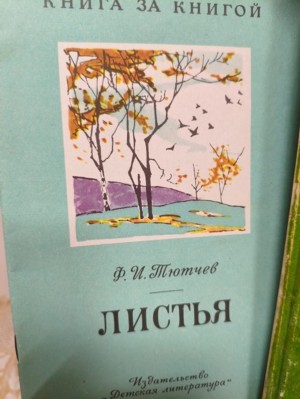 КНИГА ЗА КНИГОЙ
Ф.И.Тютчев
ЛИСТЬЯ
Издательство
„Детская литература“